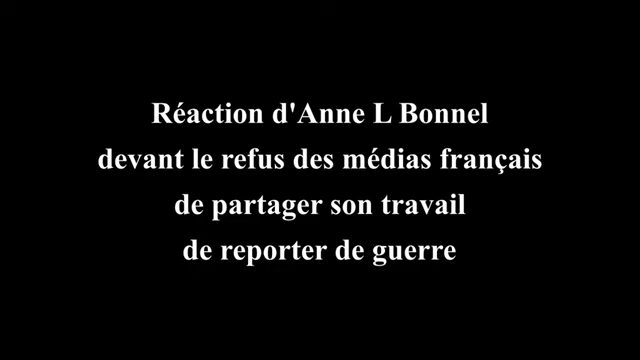 Réaction d'Anne L Bonnel
devant le refus des médias français
de partager son travail
de reporter de guerre